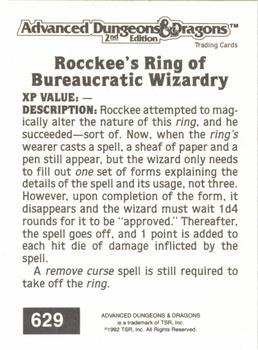 Advanced Dungeons & Dragons™
2nd Edition
Trading Cards
Rocckee's Ring of
Bureaucratic Wizardry
XP VALUE: —
DESCRIPTION: Rocckee attempted to mag-
ically alter the nature of this ring, and
he succeeded—sort of. Now, when the ring's
wearer casts a spell, a sheaf of paper and a
pen still appear, but the wizard only needs
to fill out one set of forms explaining the
details of the spell and its usage, not three.
However, upon completion of the form, it
disappears and the wizard must wait 1d4
rounds for it to be "approved." Thereafter,
the spell goes off, and 1 point is added to
each hit die of damage inflicted by the
spell.
A remove curse spell is still required to
take off the ring.
629
ADVANCED DUNGEONS & DRAGONS
is a trademark of TSR, Inc.
©1992 TSR, Inc. All Rights Reserved.